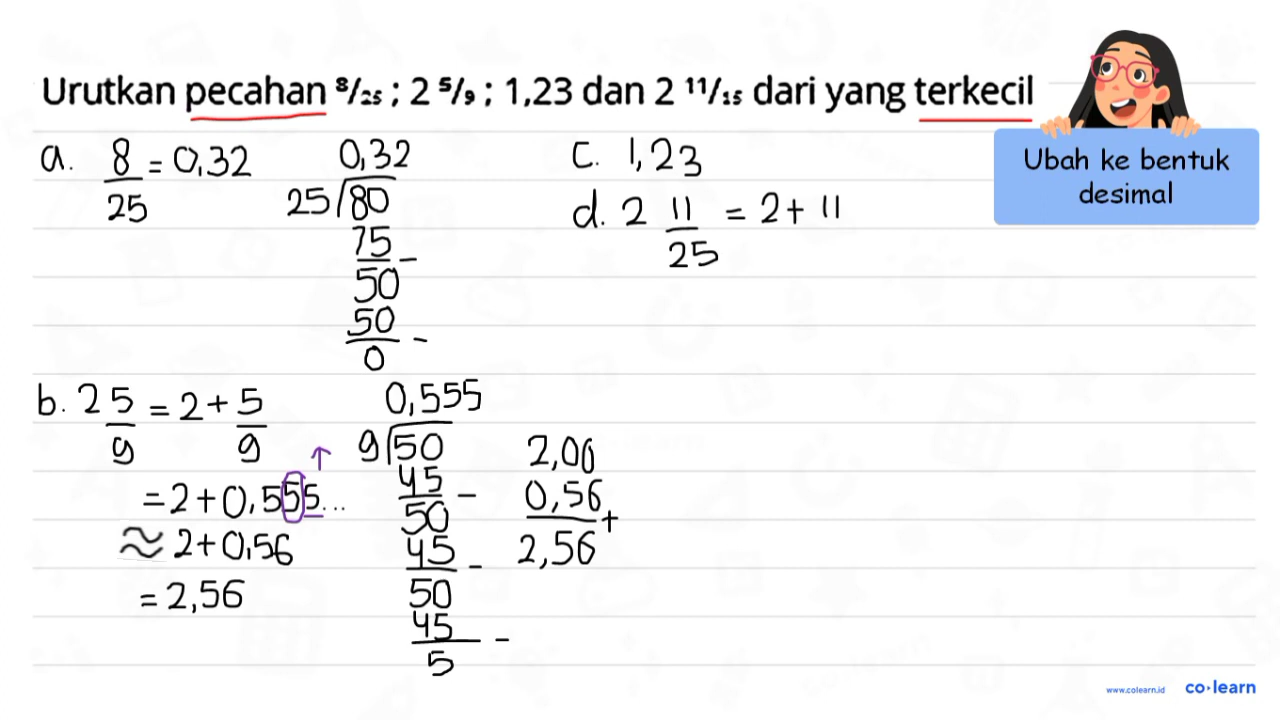 Urutkan pecahan ⁸/₂₅ ; 2 ⁵/₉ ; 1,23 dan 2 ¹¹/₁₅ dari yang terkecil
Ubah ke bentuk
desimal
a. 8/25 = 0,32
0,32
25 √80
75 -
50
50 -
0
b. 2 5/9 = 2 + 5/9
= 2 + 0,555...
≈ 2 + 0,56
= 2,56
↑
0,555
9 √50
45 -
50
45 -
50
45 -
5
2,00
0,56 +
2,56
c. 1,23
d. 2 11/25 = 2 + 11
www.colearn.id
co·learn